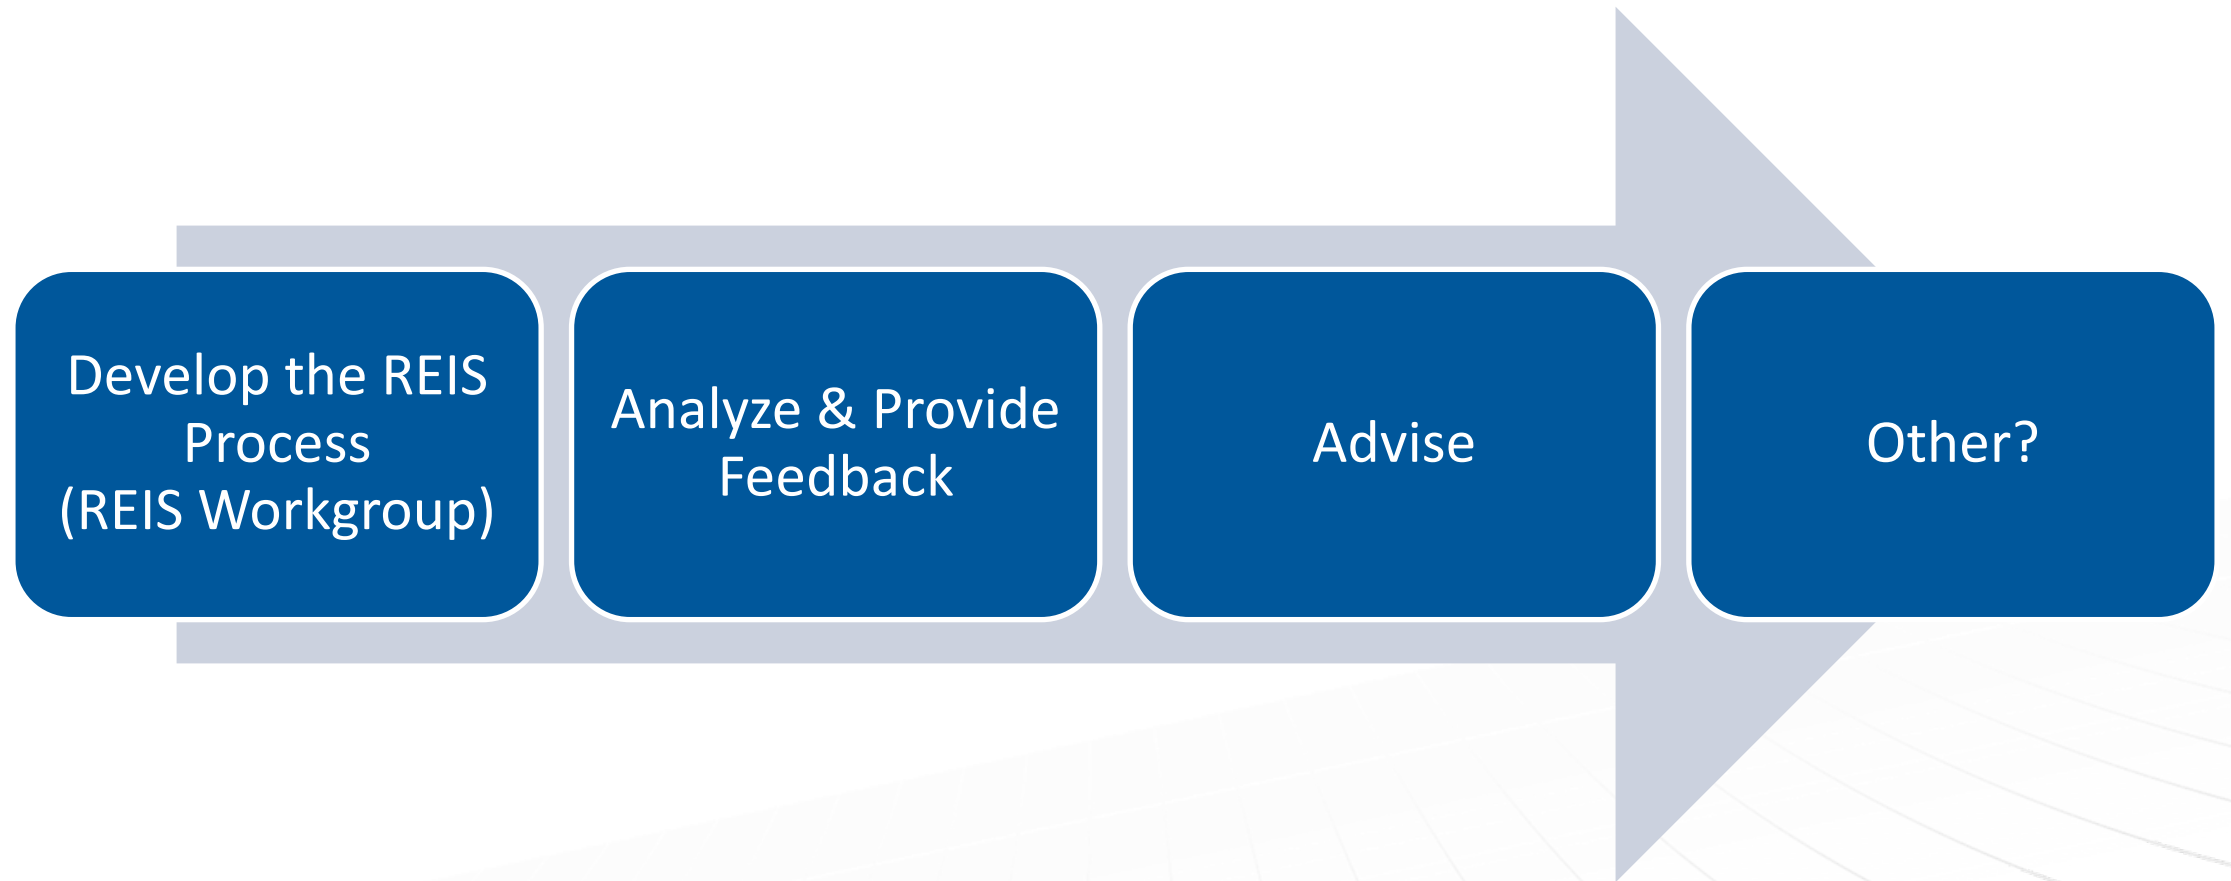 Develop the REIS
Process
(REIS Workgroup)
Analyze & Provide
Feedback
Advise
Other?